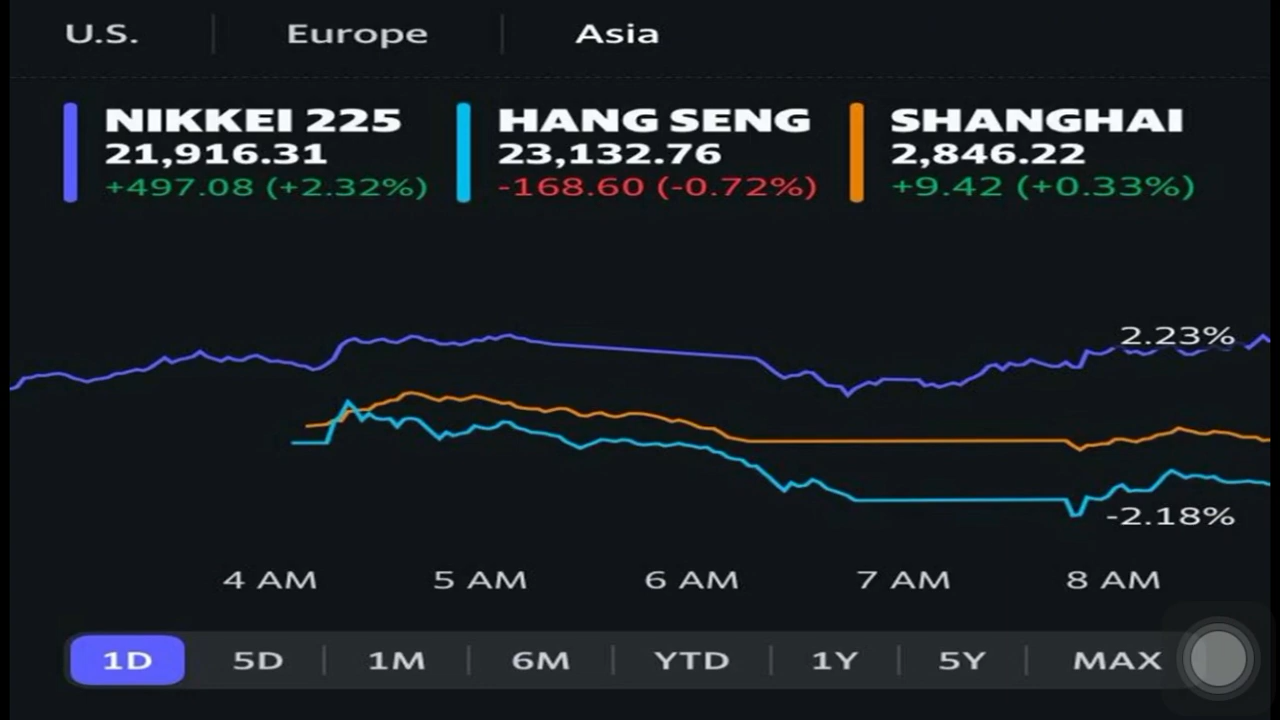 U.S. Europe Asia
NIKKEI 225 HANG SENG SHANGHAI
21,916.31 23,132.76 2,846.22
+497.08 (+2.32%) -168.60 (-0.72%) +9.42 (+0.33%)
2.23%
-2.18%
4 AM 5 AM 6 AM 7 AM 8 AM
1D 5D 1M 6M YTD 1Y 5Y MAX